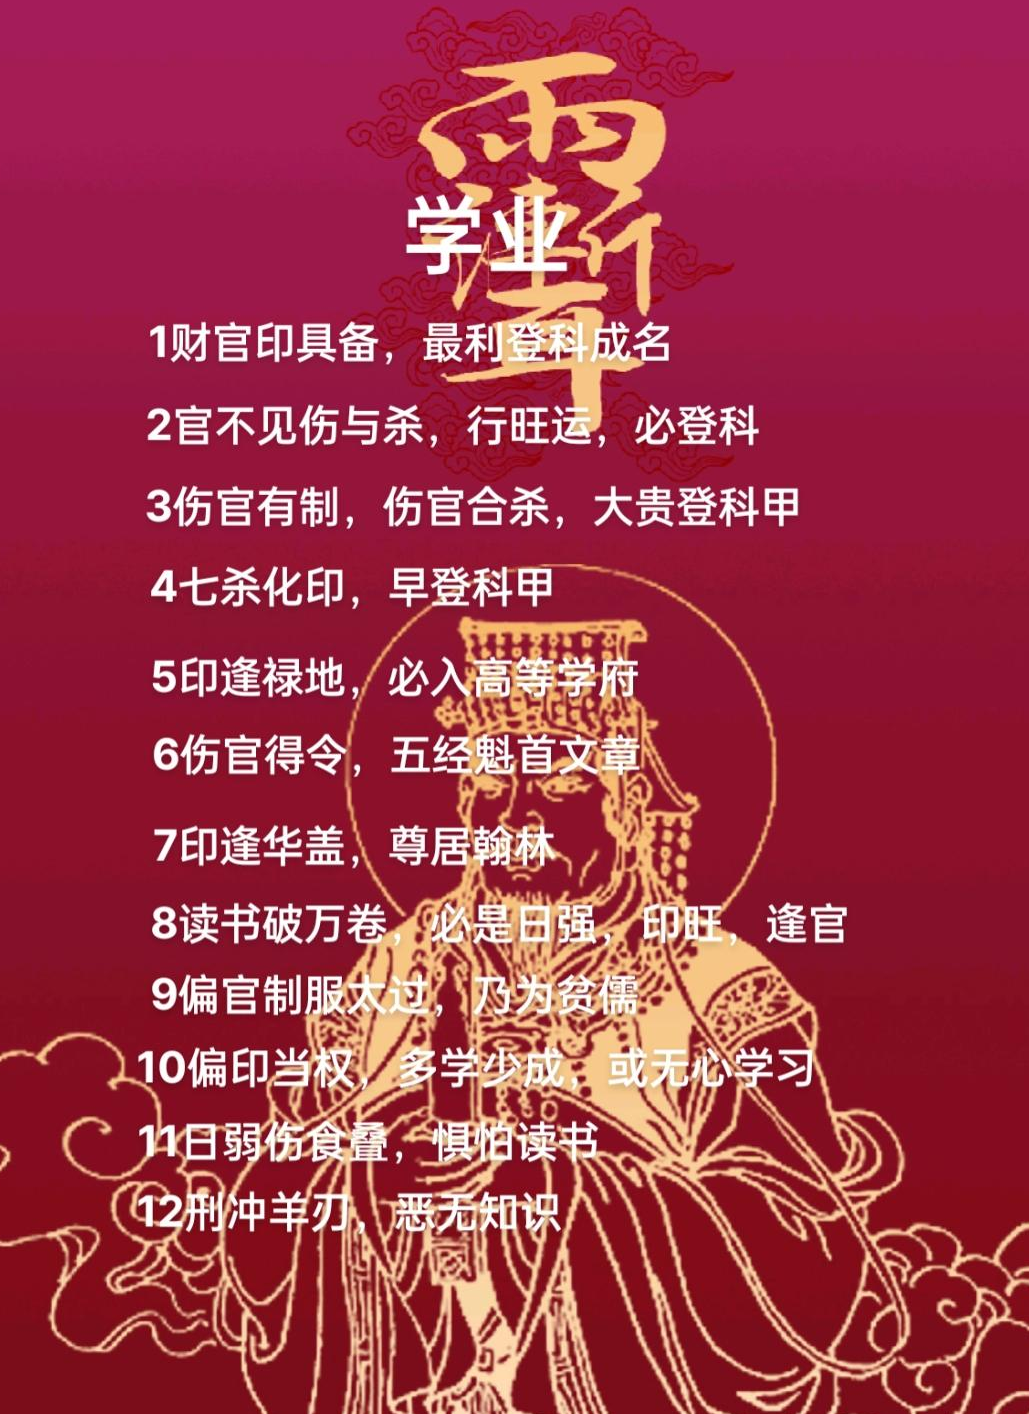 学业
1财官印具备，最利登科成名
2官不见伤与杀，行旺运，必登科
3伤官有制，伤官合杀，大贵登科甲
4七杀化印，早登科甲
5印逢禄地，必入高等学府
6伤官得令，五经魁首文章
7印逢华盖，尊居翰林
8读书破万卷，必是日强，印旺，逢官
9偏官制服太过，乃为贫儒
10偏印当权，多学少成，或无心学习
11日弱伤食叠，惧怕读书
12刑冲羊刃，恶无知识